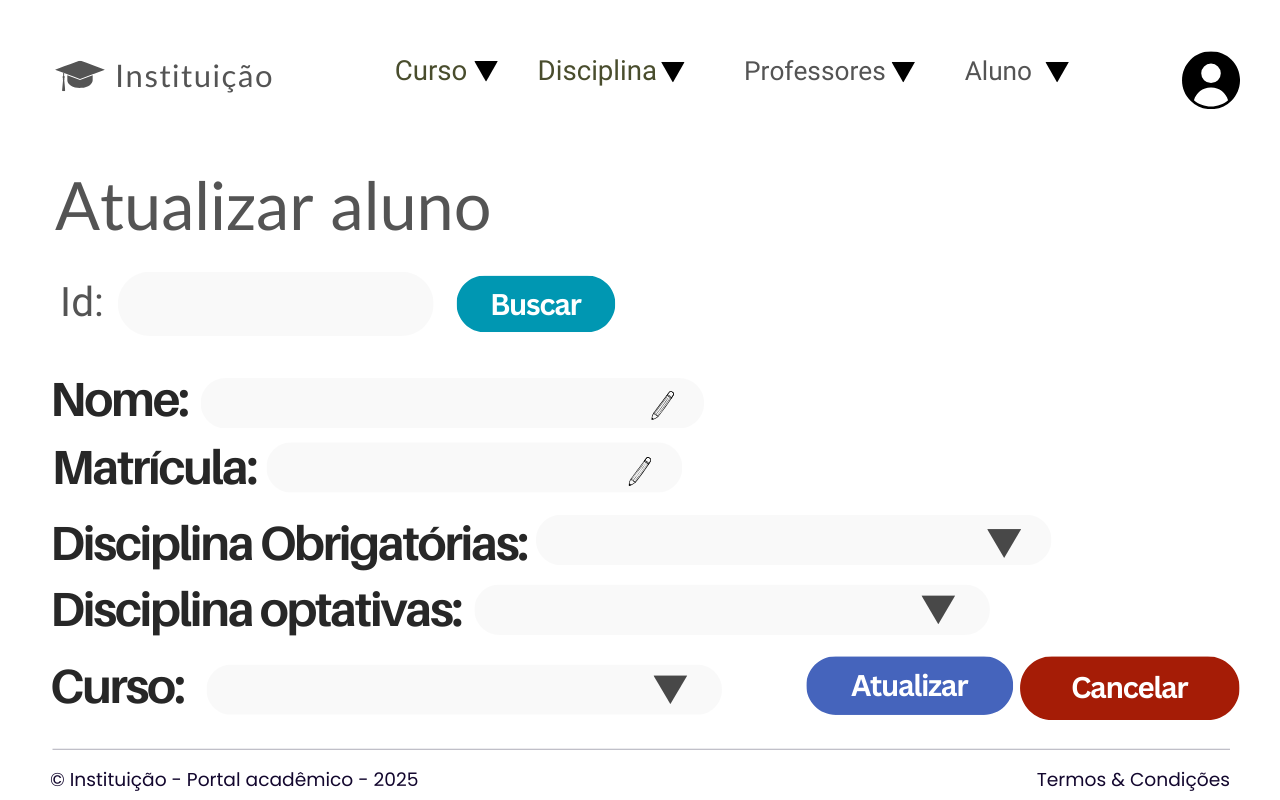 Instituição Curso Disciplina Professores Aluno
Atualizar aluno
Id: Buscar
Nome:
Matrícula:
Disciplina Obrigatórias:
Disciplina optativas:
Curso: Atualizar Cancelar
© Instituição - Portal acadêmico - 2025 Termos & Condições